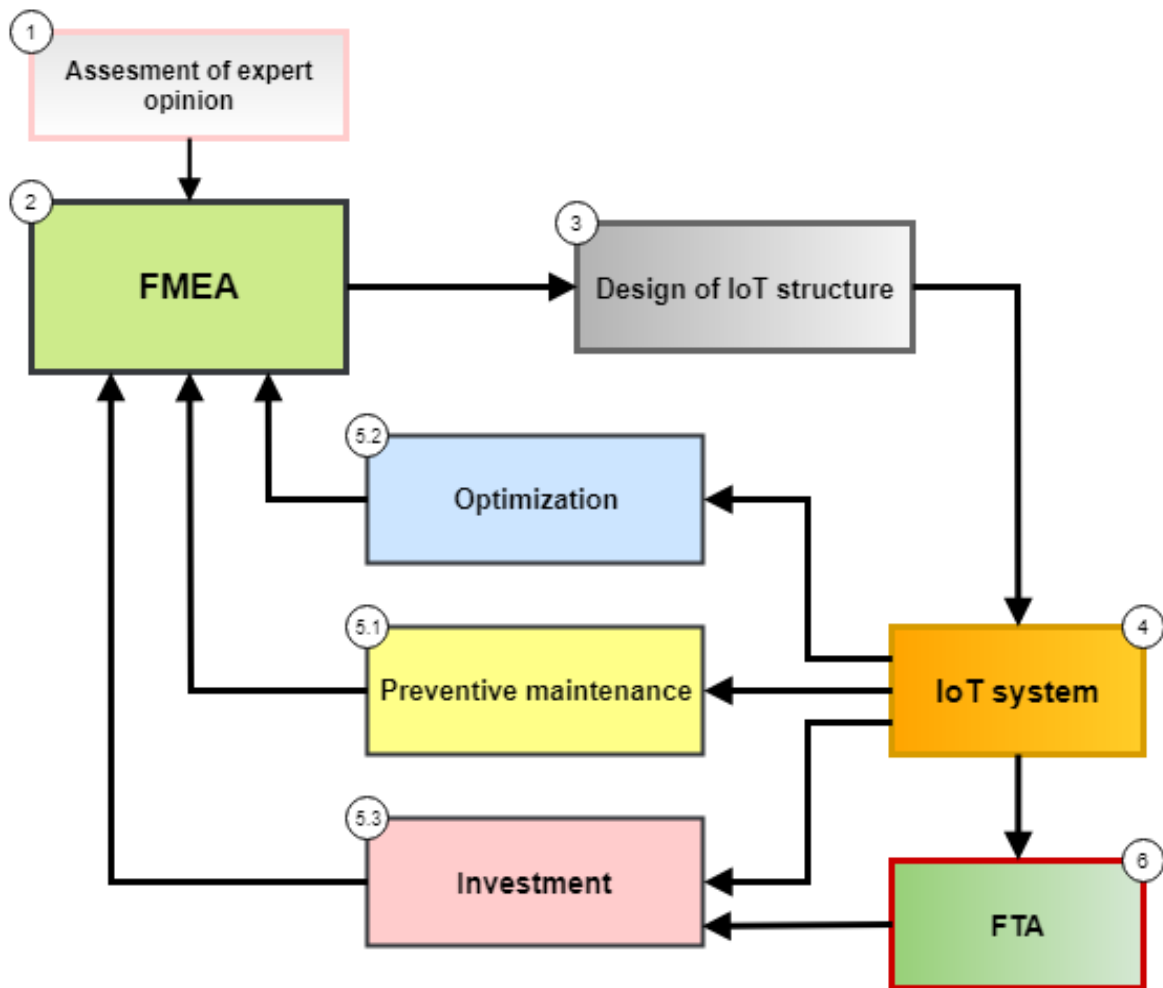 1
Assesment of expert
opinion
2
FMEA
3
Design of IoT structure
5.2
Optimization
5.1
Preventive maintenance
4
IoT system
5.3
Investment
6
FTA